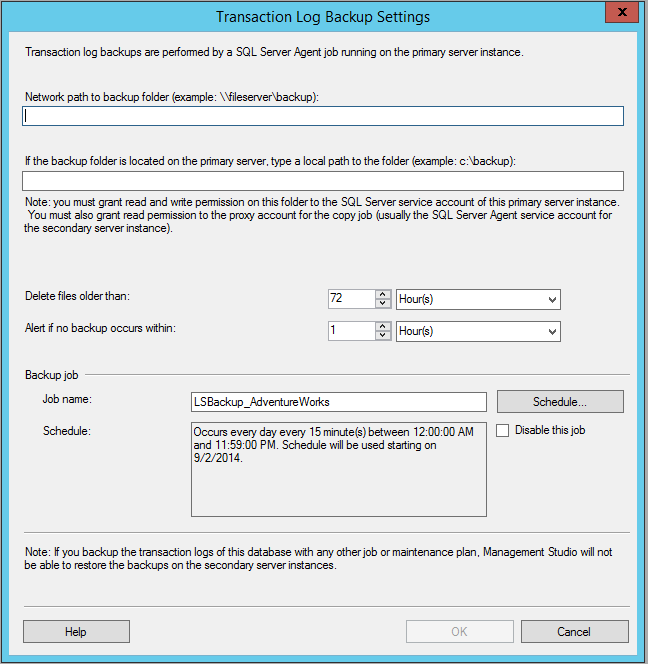 Transaction Log Backup Settings
X
Transaction log backups are performed by a SQL Server Agent job running on the primary server instance.
Network path to backup folder (example: \\fileserver\backup):
If the backup folder is located on the primary server, type a local path to the folder (example: c:\backup):
Note: you must grant read and write permission on this folder to the SQL Server service account of this primary server instance.
You must also grant read permission to the proxy account for the copy job (usually the SQL Server Agent service account for
the secondary server instance).
Delete files older than: 72 Hour(s)
Alert if no backup occurs within: 1 Hour(s)
Backup job
Job name: LSBackup_AdventureWorks Schedule...
Schedule: Occurs every day every 15 minute(s) between 12:00:00 AM Disable this job
and 11:59:00 PM. Schedule will be used starting on
9/2/2014.
Note: If you backup the transaction logs of this database with any other job or maintenance plan, Management Studio will not
be able to restore the backups on the secondary server instances.
Help OK Cancel